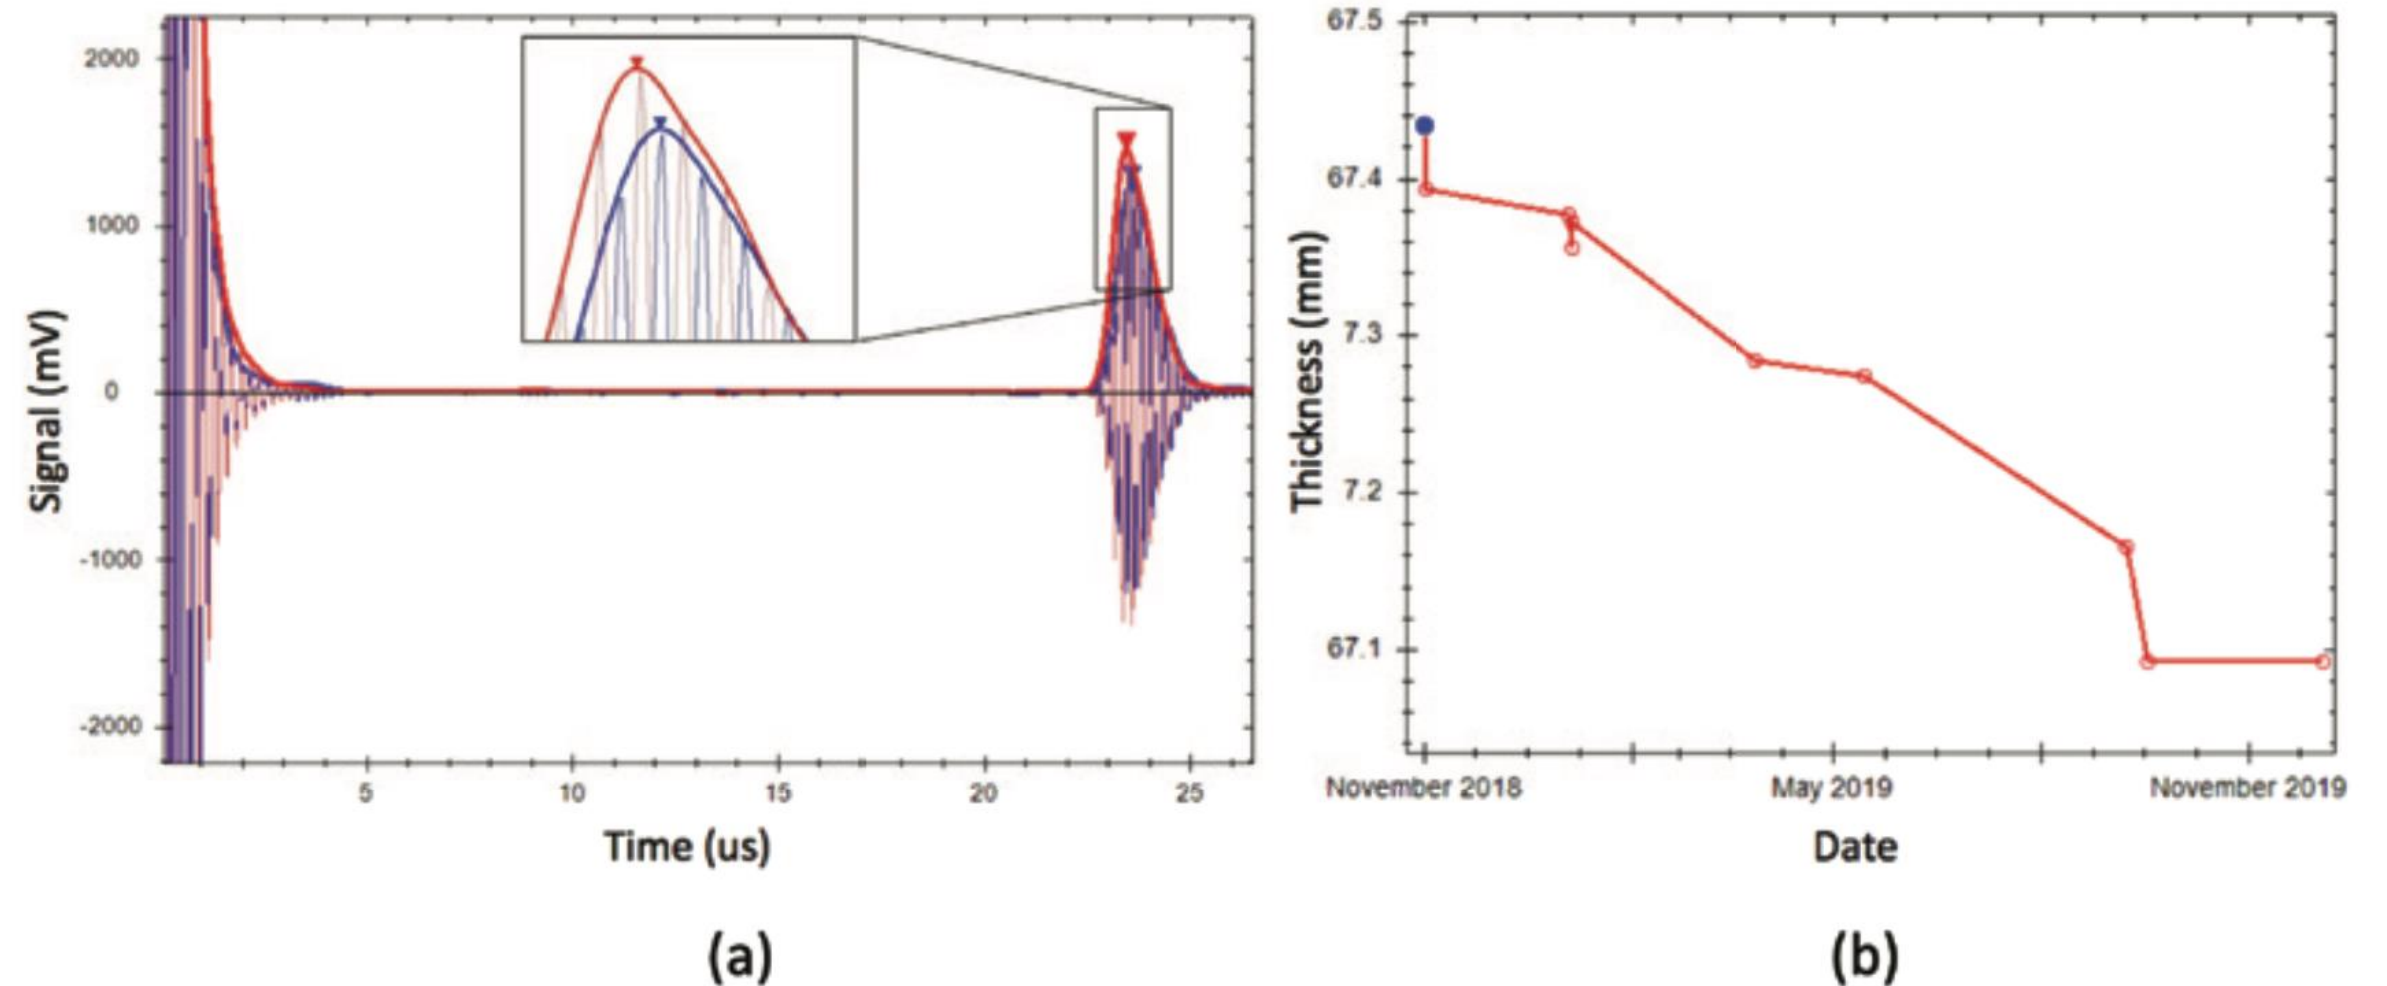 2000
1000
0
-1000
-2000
Signal (mV)
5 10 15 20 25
Time (us)
(a)
67.5
67.4
7.3
7.2
67.1
Thickness (mm)
November 2018 May 2019 November 2019
Date
(b)